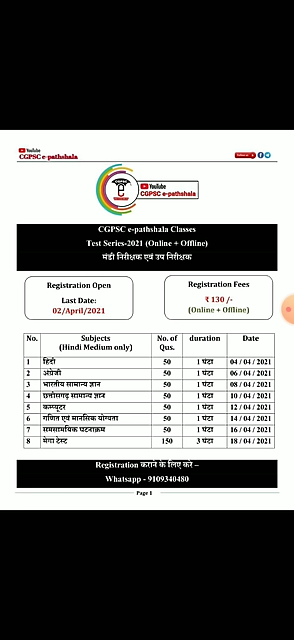 YouTube
CGPSC e-pathshala
YouTube
CGPSC e-pathshala
CGPSC e-pathshala Classes
Test Series-2021 (Online + Offline)
मंडी निरीक्षक एवं उप निरीक्षक
Registration Open
Last Date:
02/April/2021
Registration Fees
₹ 130 /-
(Online + Offline)
No. Subjects (Hindi Medium only) No. of Qus. duration Date
1 हिंदी 50 1 घंटा 04 / 04 / 2021
2 अंग्रेजी 50 1 घंटा 06 / 04 / 2021
3 भारतीय सामान्य ज्ञान 50 1 घंटा 08 / 04 / 2021
4 छत्तीसगढ़ सामान्य ज्ञान 50 1 घंटा 10 / 04 / 2021
5 कम्प्यूटर 50 1 घंटा 12 / 04 / 2021
6 गणित एवं मानसिक योग्यता 50 1 घंटा 14 / 04 / 2021
7 समसामयिक घटनाक्रम 50 1 घंटा 16 / 04 / 2021
8 मेगा टेस्ट 150 3 घंटा 18 / 04 / 2021
Registration कराने के लिए करे –
Whatsapp - 9109340480
Page 1